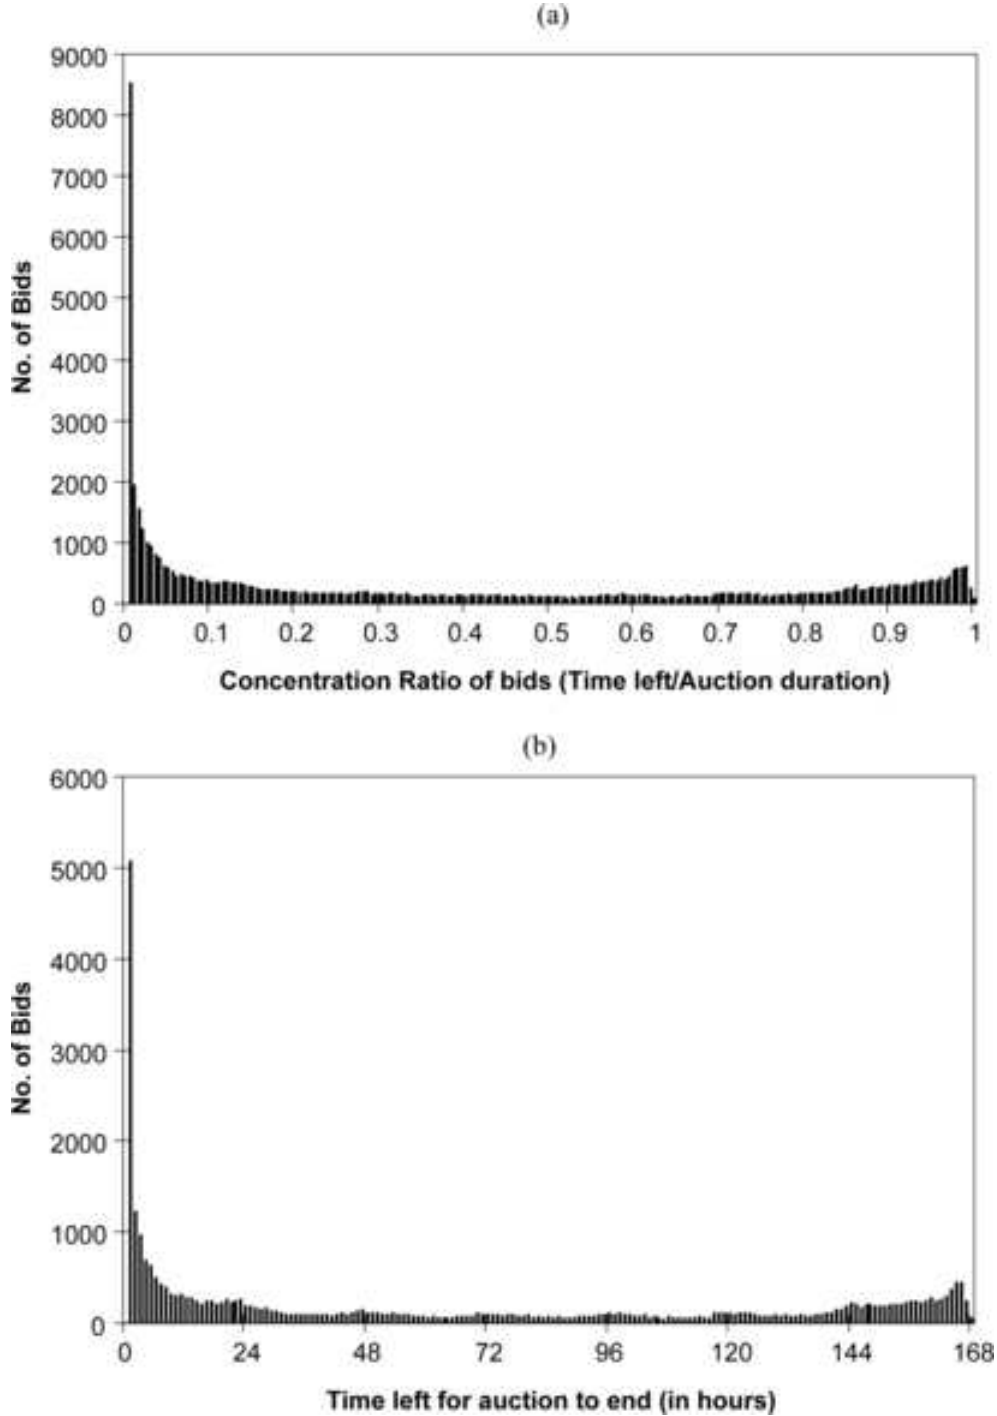 (a)
9000
8000
7000
6000
5000
4000
3000
2000
1000
0
No. of Bids
0 0.1 0.2 0.3 0.4 0.5 0.6 0.7 0.8 0.9 1
Concentration Ratio of bids (Time left/Auction duration)
(b)
6000
5000
4000
3000
2000
1000
0
No. of Bids
0 24 48 72 96 120 144 168
Time left for auction to end (in hours)